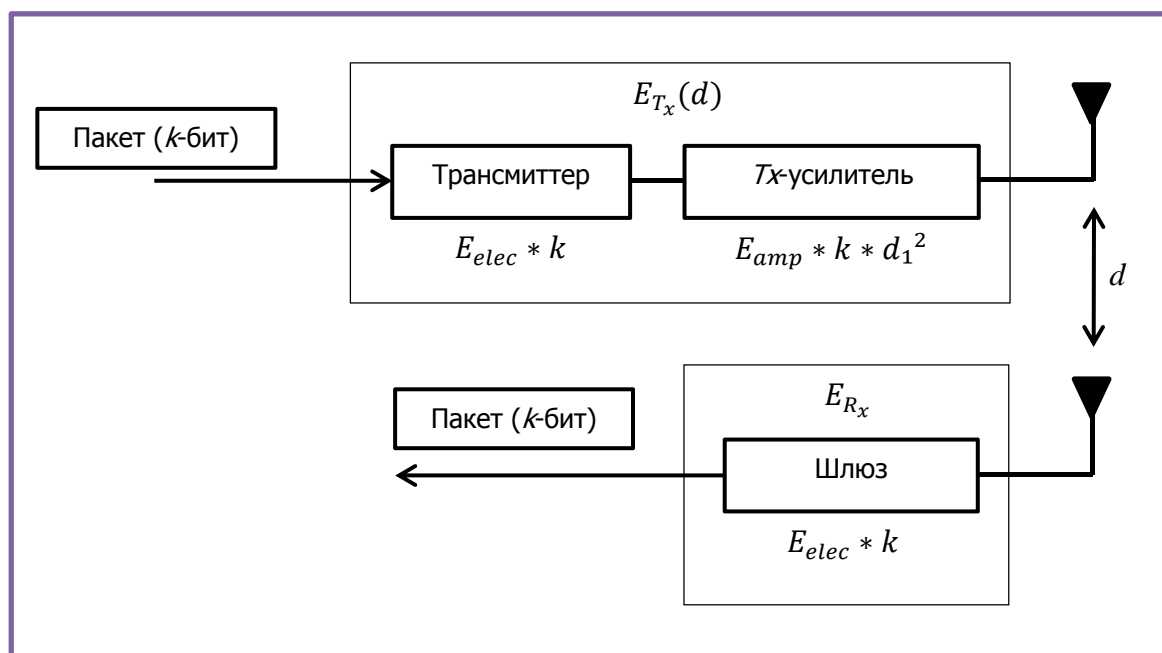 E_{T_x}(d)
Пакет (k-бит)
Трансмиттер
Tx-усилитель
E_{elec} * k
E_{amp} * k * d_1^2
d
E_{R_x}
Пакет (k-бит)
Шлюз
E_{elec} * k